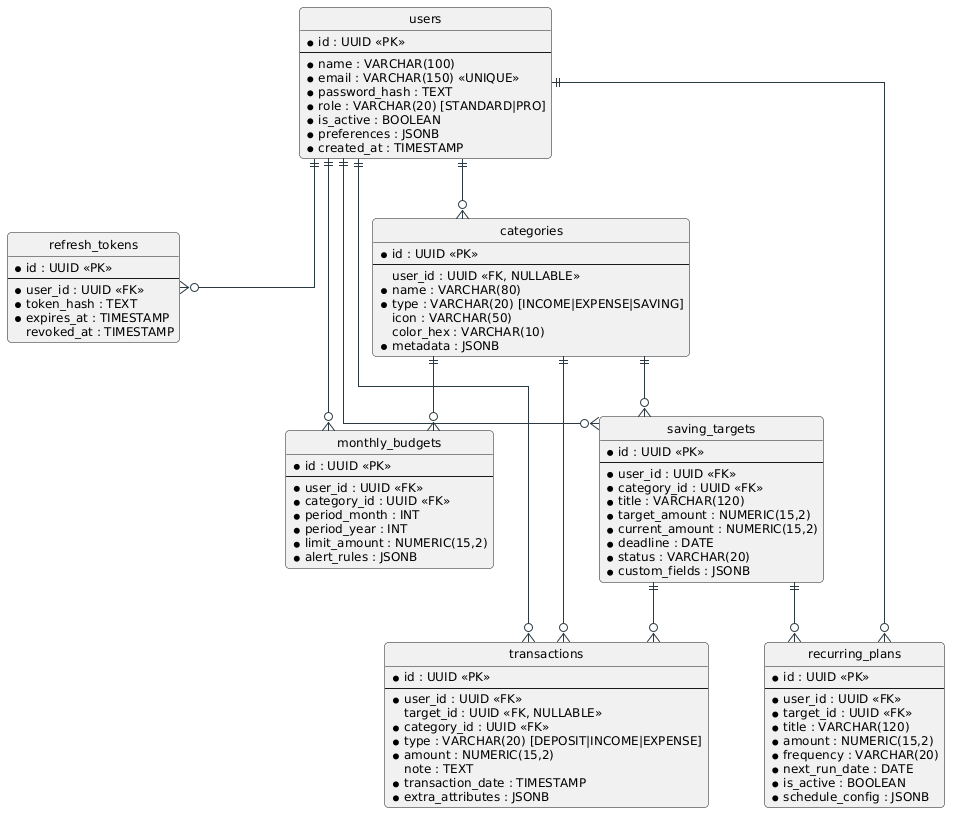 users
id : UUID «PK»
name : VARCHAR(100)
email : VARCHAR(150) «UNIQUE»
password_hash : TEXT
role : VARCHAR(20) [STANDARD|PRO]
is_active : BOOLEAN
preferences : JSONB
created_at : TIMESTAMP
refresh_tokens
id : UUID «PK»
user_id : UUID «FK»
token_hash : TEXT
expires_at : TIMESTAMP
revoked_at : TIMESTAMP
categories
id : UUID «PK»
user_id : UUID «FK, NULLABLE»
name : VARCHAR(80)
type : VARCHAR(20) [INCOME|EXPENSE|SAVING]
icon : VARCHAR(50)
color_hex : VARCHAR(10)
metadata : JSONB
monthly_budgets
id : UUID «PK»
user_id : UUID «FK»
category_id : UUID «FK»
period_month : INT
period_year : INT
limit_amount : NUMERIC(15,2)
alert_rules : JSONB
saving_targets
id : UUID «PK»
user_id : UUID «FK»
category_id : UUID «FK»
title : VARCHAR(120)
target_amount : NUMERIC(15,2)
current_amount : NUMERIC(15,2)
deadline : DATE
status : VARCHAR(20)
custom_fields : JSONB
transactions
id : UUID «PK»
user_id : UUID «FK»
target_id : UUID «FK, NULLABLE»
category_id : UUID «FK»
type : VARCHAR(20) [DEPOSIT|INCOME|EXPENSE]
amount : NUMERIC(15,2)
note : TEXT
transaction_date : TIMESTAMP
extra_attributes : JSONB
recurring_plans
id : UUID «PK»
user_id : UUID «FK»
target_id : UUID «FK»
title : VARCHAR(120)
amount : NUMERIC(15,2)
frequency : VARCHAR(20)
next_run_date : DATE
is_active : BOOLEAN
schedule_config : JSONB